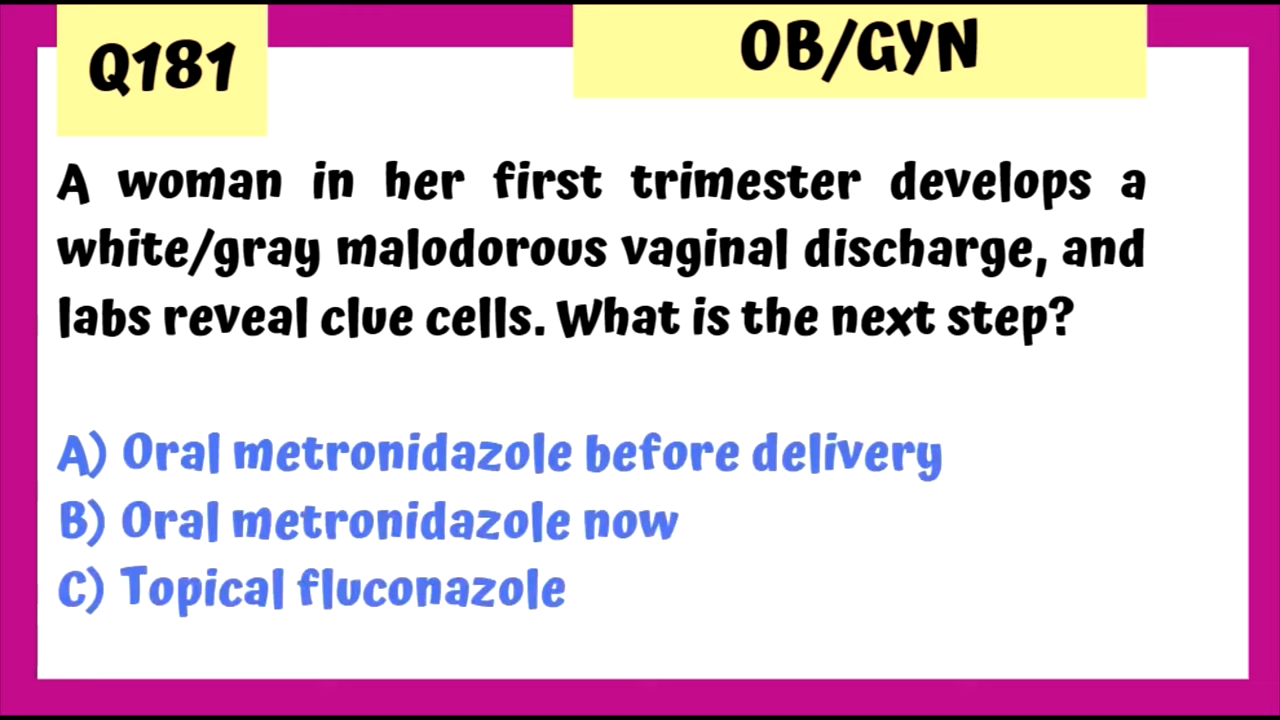 Q181
OB/GYN
A woman in her first trimester develops a
white/gray malodorous vaginal discharge, and
labs reveal clue cells. What is the next step?
A) Oral metronidazole before delivery
B) Oral metronidazole now
C) Topical fluconazole